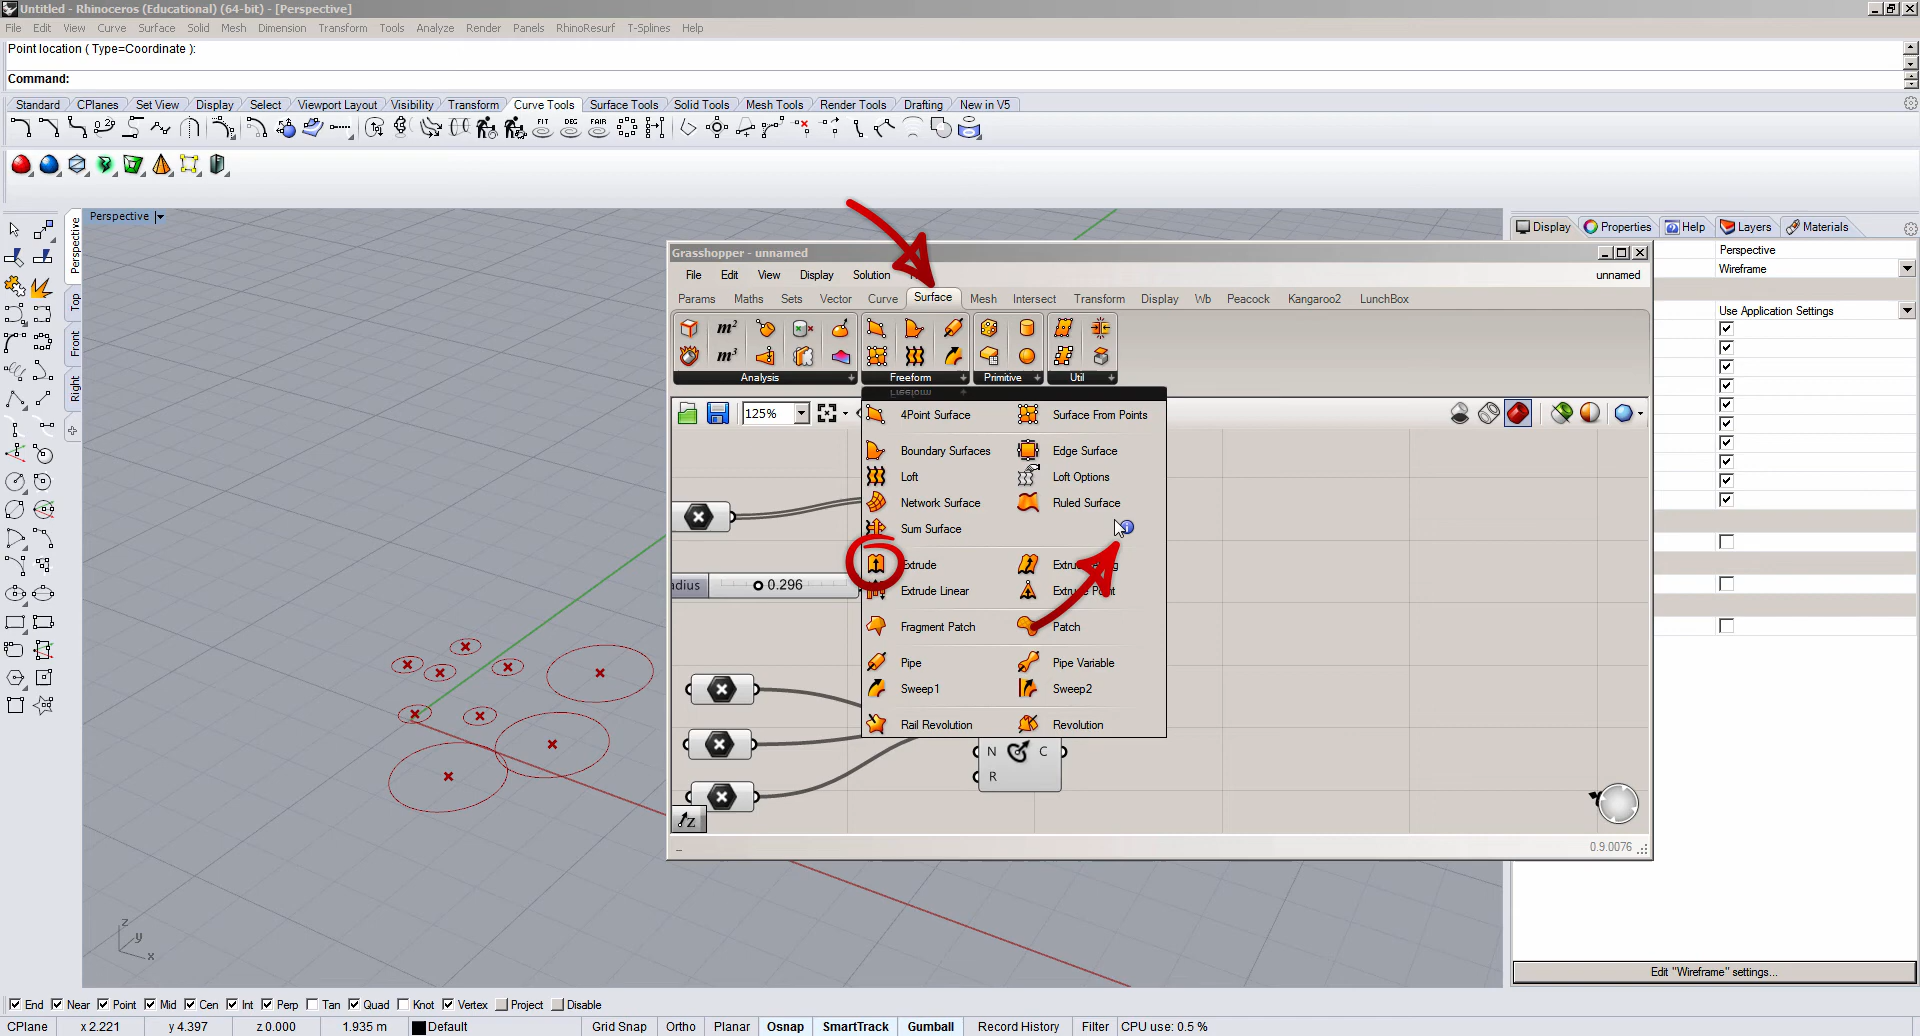 Untitled - Rhinoceros (Educational) (64-bit) - [Perspective]
File Edit View Curve Surface Solid Mesh Dimension Transform Tools Analyze Render Panels RhinoResurf T-Splines Help
Point location ( Type=Coordinate ):
Command:
Standard CPlanes Set View Display Select Viewport Layout Visibility Transform Curve Tools Surface Tools Solid Tools Mesh Tools Render Tools Drafting New in V5
FIT DEG FAIR
Perspective
Perspective
Top
Front
Right
Display Properties Help Layers Materials
Perspective
Wireframe
Use Application Settings
Grasshopper - unnamed
File Edit View Display Solution unnamed
Params Maths Sets Vector Curve Surface Mesh Intersect Transform Display Wb Peacock Kangaroo2 LunchBox
m²
m³
Analysis Freeform Primitive Util
Freeform
125%
4Point Surface Surface From Points
Boundary Surfaces Edge Surface
Loft Loft Options
Network Surface Ruled Surface
Sum Surface
Extrude
Extrude Linear Extrude Point
Fragment Patch Patch
Pipe Pipe Variable
Sweep1 Sweep2
Rail Revolution Revolution
adius 0.296
N C
R
z
0.9.0076
z
y
x
Edit "Wireframe" settings...
End Near Point Mid Cen Int Perp Tan Quad Knot Vertex Project Disable
CPlane x 2.221 y 4.397 z 0.000 1.935 m Default Grid Snap Ortho Planar Osnap SmartTrack Gumball Record History Filter CPU use: 0.5 %